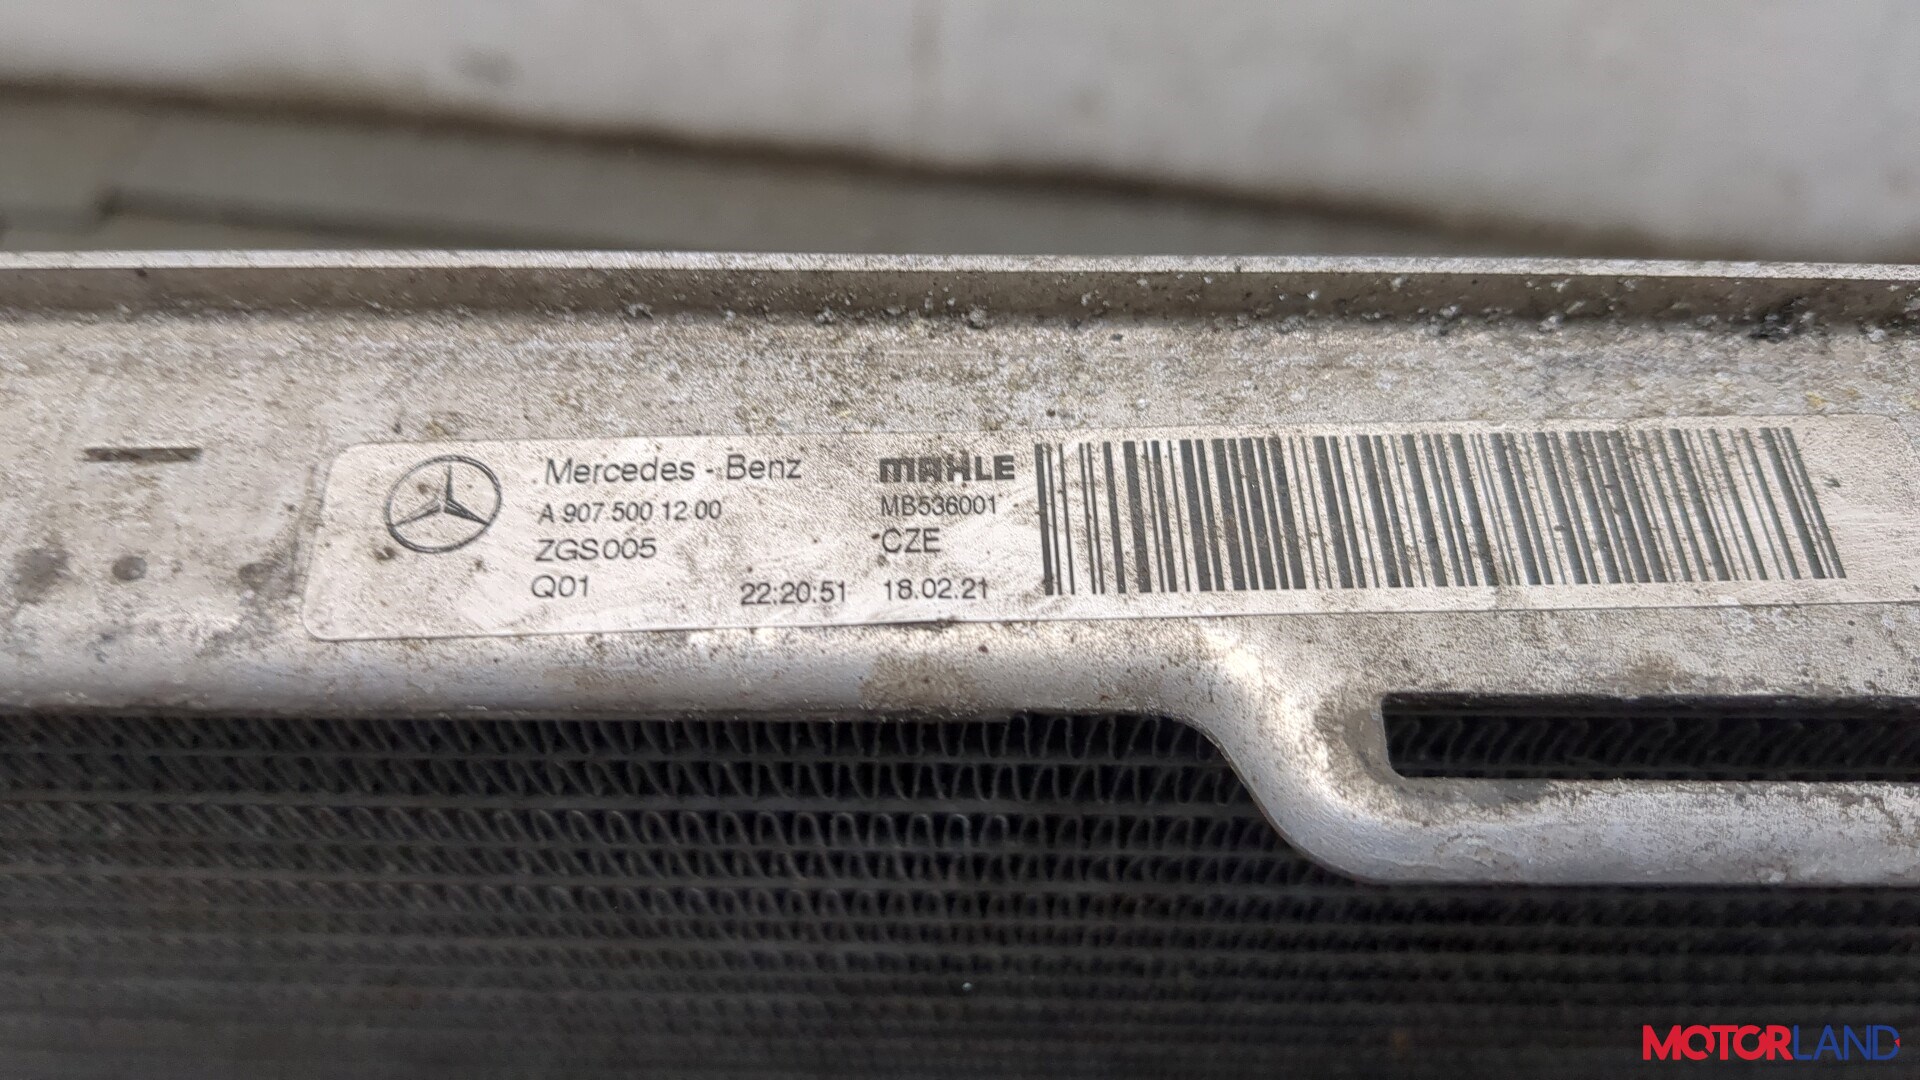 Mercedes - Benz
A 907 500 12 00
ZGS005
Q01
22:20:51
MAHLE
MB536001
CZE
18.02.21
MOTORLAND